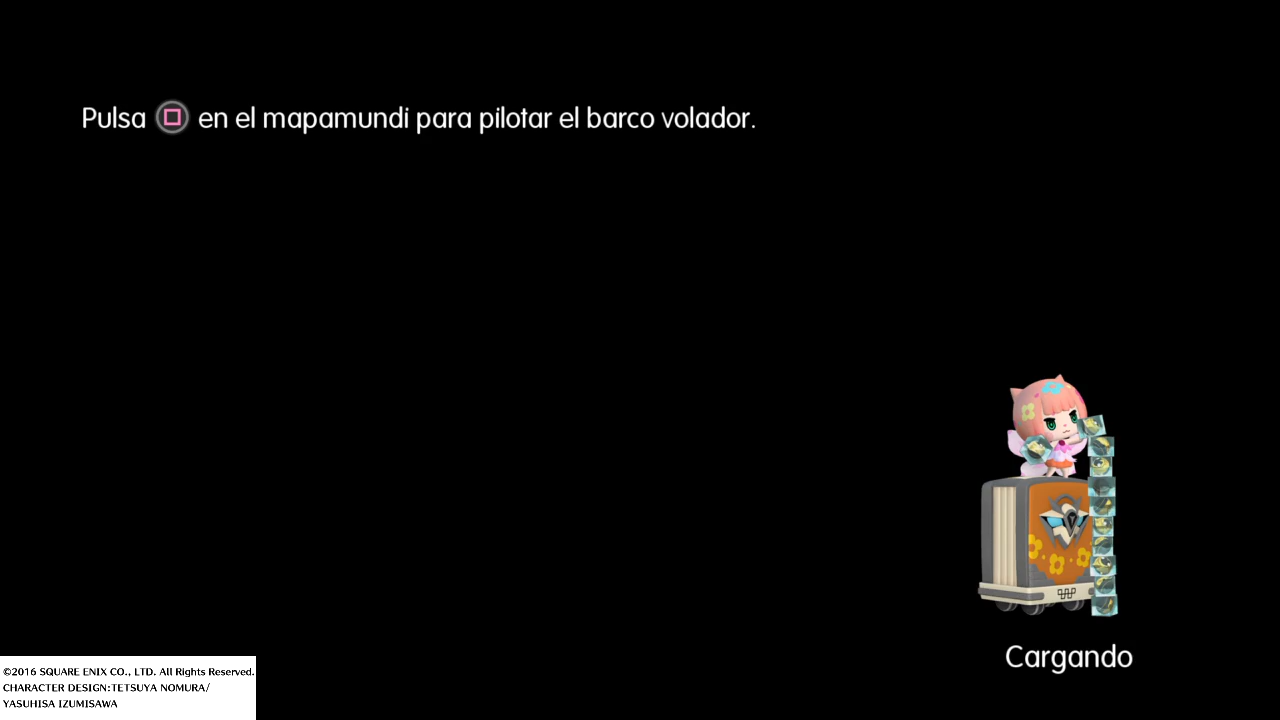 Pulsa en el mapamundi para pilotar el barco volador.
Cargando
©2016 SQUARE ENIX CO., LTD. All Rights Reserved.
CHARACTER DESIGN:TETSUYA NOMURA/
YASUHISA IZUMISAWA